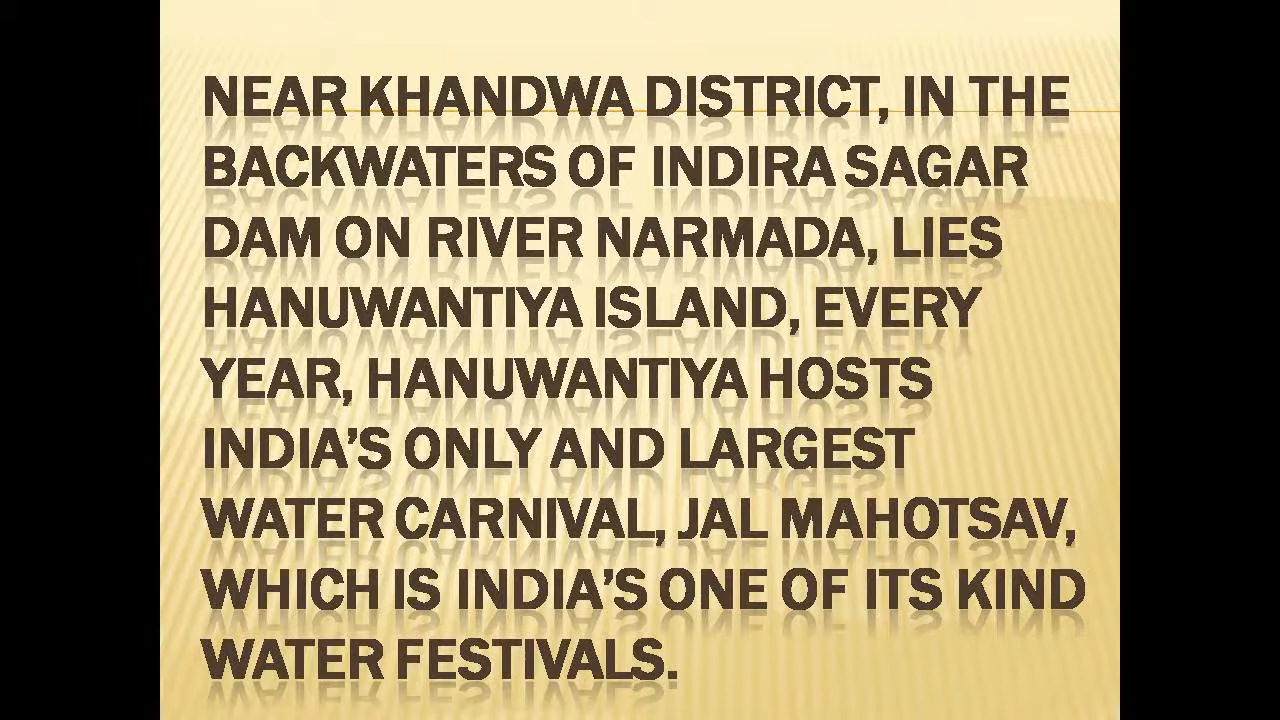 NEAR KHANDWA DISTRICT, IN THE
BACKWATERS OF INDIRA SAGAR
DAM ON RIVER NARMADA, LIES
HANUWANTIYA ISLAND, EVERY
YEAR, HANUWANTIYA HOSTS
INDIA’S ONLY AND LARGEST
WATER CARNIVAL, JAL MAHOTSAV,
WHICH IS INDIA’S ONE OF ITS KIND
WATER FESTIVALS.